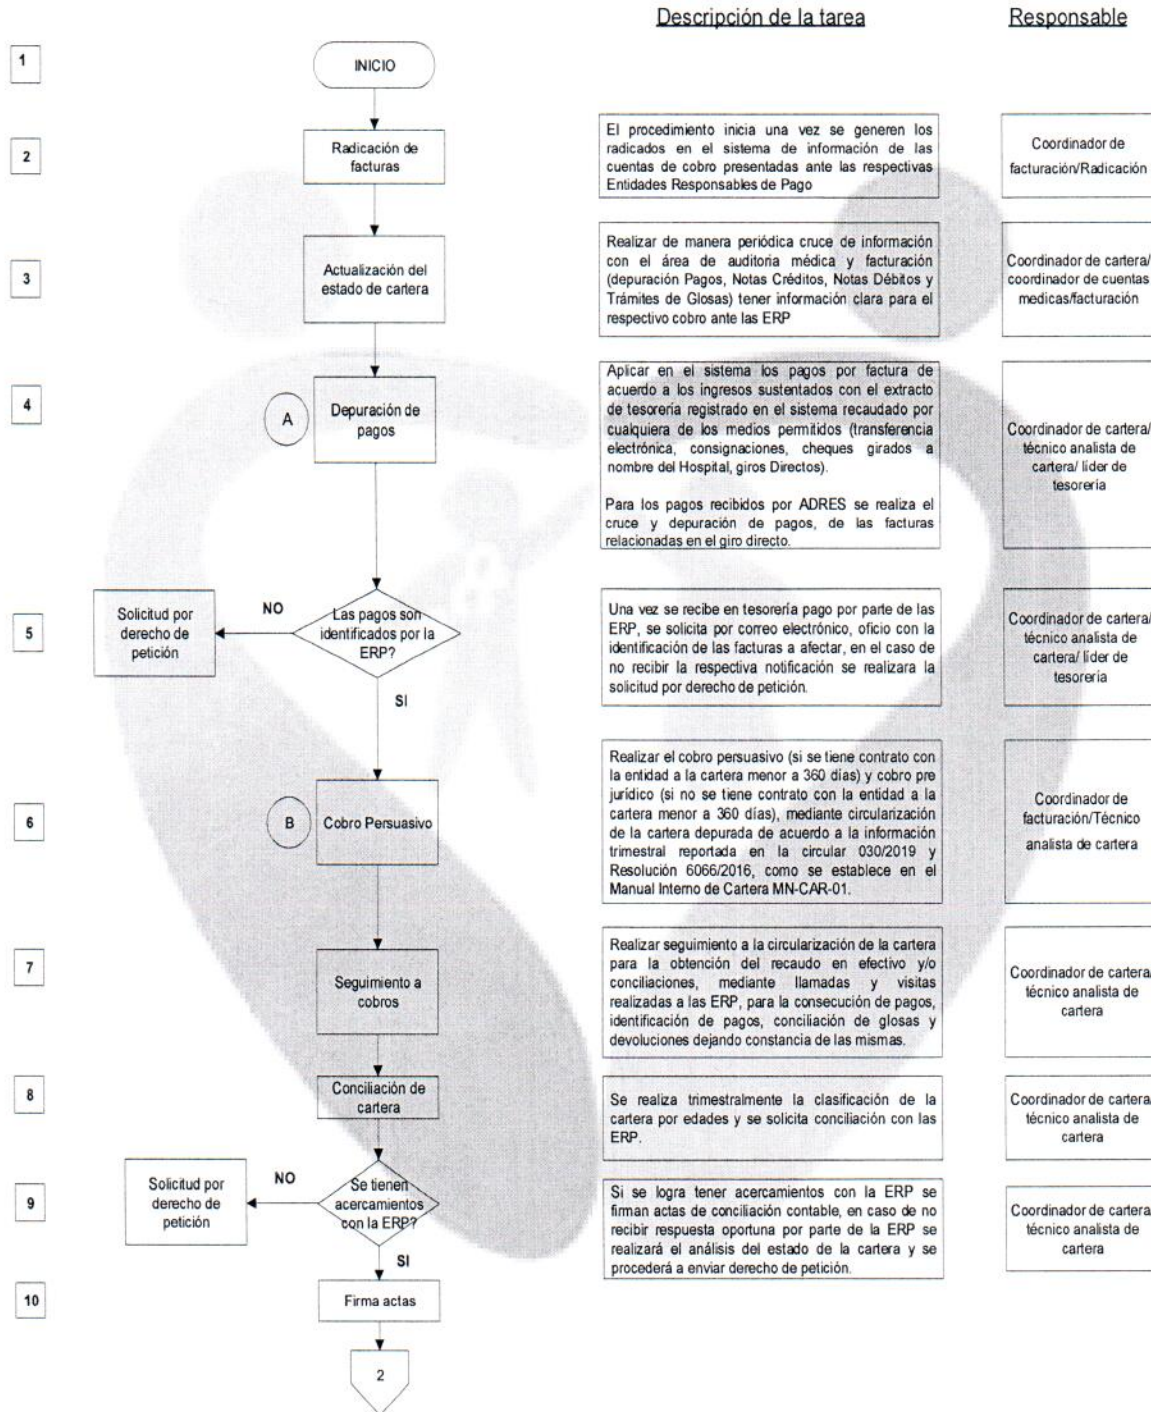 Descripción de la tarea
Responsable
1
INICIO
2
Radicación de
facturas
El procedimiento inicia una vez se generen los
radicados en el sistema de información de las
cuentas de cobro presentadas ante las respectivas
Entidades Responsables de Pago
Coordinador de
facturación/Radicación
3
Actualización del
estado de cartera
Realizar de manera periódica cruce de información
con el área de auditoria médica y facturación
(depuración Pagos, Notas Créditos, Notas Débitos y
Trámites de Glosas) tener información clara para el
respectivo cobro ante las ERP
Coordinador de cartera/
coordinador de cuentas
medicas/facturación
4
A
Depuración de
pagos
Aplicar en el sistema los pagos por factura de
acuerdo a los ingresos sustentados con el extracto
de tesorería registrado en el sistema recaudado por
cualquiera de los medios permitidos (transferencia
electrónica, consignaciones, cheques girados a
nombre del Hospital, giros Directos).
Para los pagos recibidos por ADRES se realiza el
cruce y depuración de pagos, de las facturas
relacionadas en el giro directo.
Coordinador de cartera/
técnico analista de
cartera/ líder de
tesorería
5
Solicitud por
derecho de
petición
NO
Las pagos son
identificados por la
ERP?
SI
Una vez se recibe en tesorería pago por parte de las
ERP, se solicita por correo electrónico, oficio con la
identificación de las facturas a afectar, en el caso de
no recibir la respectiva notificación se realizara la
solicitud por derecho de petición.
Coordinador de cartera/
técnico analista de
cartera/ líder de
tesorería
6
B
Cobro Persuasivo
Realizar el cobro persuasivo (si se tiene contrato con
la entidad a la cartera menor a 360 días) y cobro pre
jurídico (si no se tiene contrato con la entidad a la
cartera menor a 360 días), mediante circularización
de la cartera depurada de acuerdo a la información
trimestral reportada en la circular 030/2019 y
Resolución 6066/2016, como se establece en el
Manual Interno de Cartera MN-CAR-01.
Coordinador de
facturación/Técnico
analista de cartera
7
Seguimiento a
cobros
Realizar seguimiento a la circularización de la cartera
para la obtención del recaudo en efectivo y/o
conciliaciones, mediante llamadas y visitas
realizadas a las ERP, para la consecución de pagos,
identificación de pagos, conciliación de glosas y
devoluciones dejando constancia de las mismas.
Coordinador de cartera/
técnico analista de
cartera
8
Conciliación de
cartera
Se realiza trimestralmente la clasificación de la
cartera por edades y se solicita conciliación con las
ERP.
Coordinador de cartera/
técnico analista de
cartera
9
Solicitud por
derecho de
petición
NO
Se tienen
acercamientos
con la ERP?
SI
Si se logra tener acercamientos con la ERP se
firman actas de conciliación contable, en caso de no
recibir respuesta oportuna por parte de la ERP se
realizará el análisis del estado de la cartera y se
procederá a enviar derecho de petición.
Coordinador de cartera/
técnico analista de
cartera
10
Firma actas
2